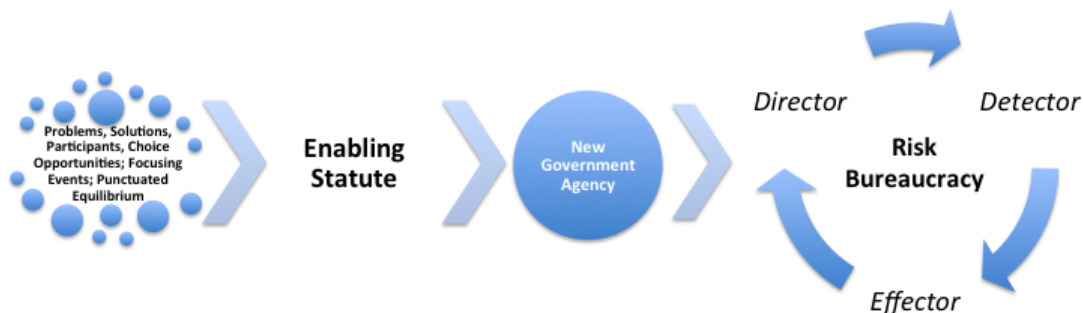 Problems, Solutions,
Participants, Choice
Opportunities; Focusing
Events; Punctuated
Equilibrium
Enabling
Statute
New
Government
Agency
Director
Detector
Risk
Bureaucracy
Effector